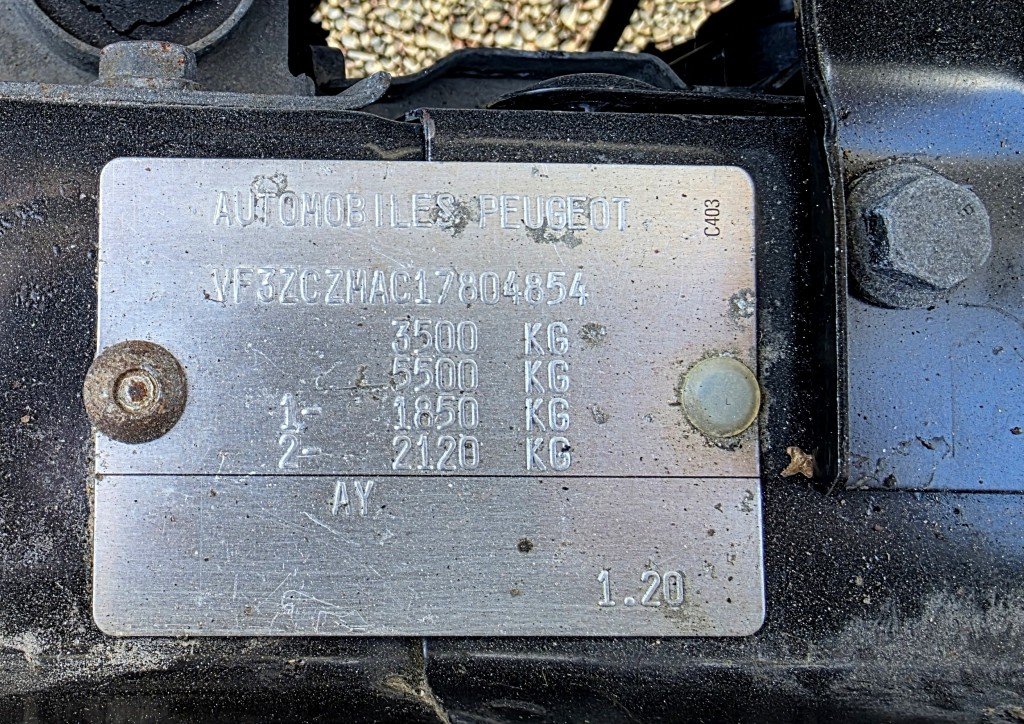 AUTOMOBILES PEUGEOT
C403
VF3ZCZMAC17804854
3500 KG
5500 KG
1- 1850 KG
2- 2120 KG
AY
1.20